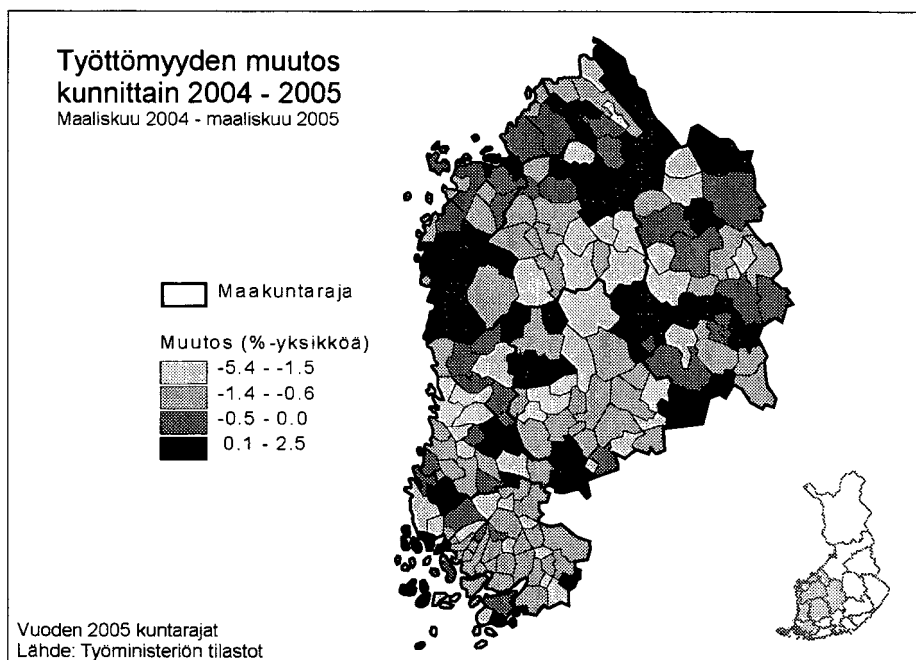 Työttömyyden muutos
kunnittain 2004 - 2005
Maaliskuu 2004 - maaliskuu 2005
Maakuntaraja
Muutos (%-yksikköä)
-5.4 - -1.5
-1.4 - -0.6
-0.5 - 0.0
0.1 - 2.5
Vuoden 2005 kuntarajat
Lähde: Työministeriön tilastot